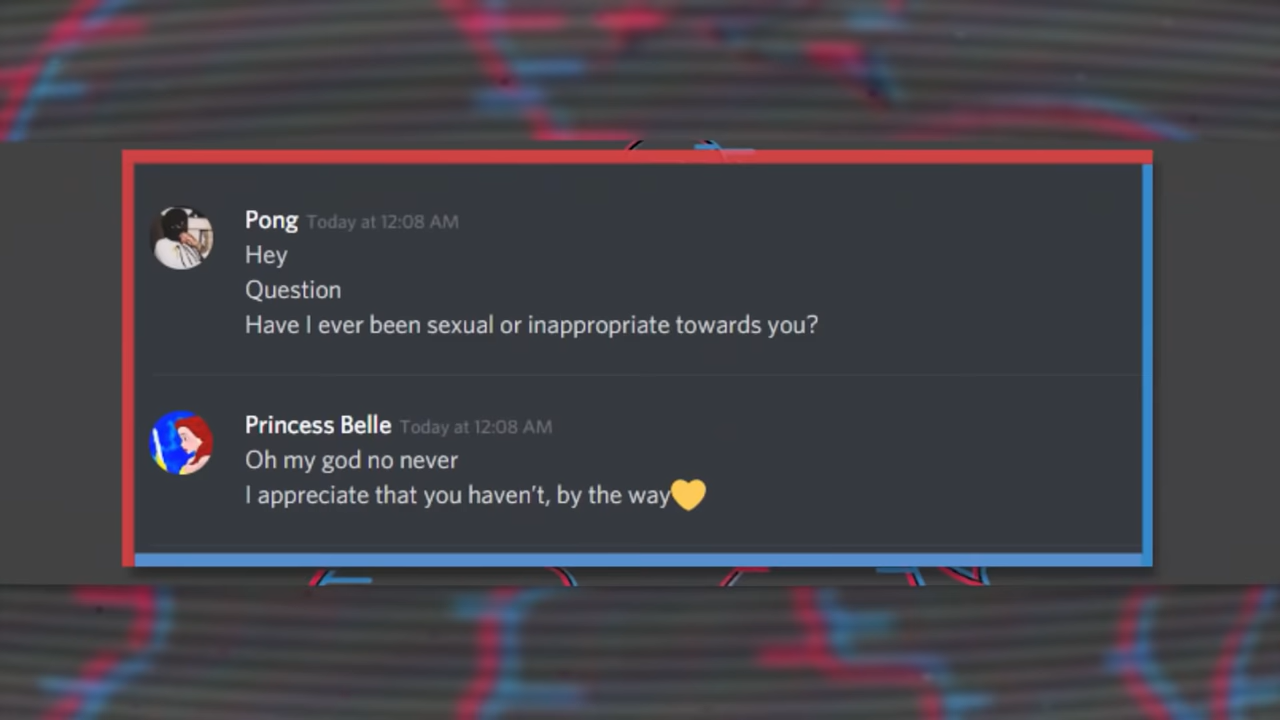 Pong Today at 12:08 AM
Hey
Question
Have I ever been sexual or inappropriate towards you?
Princess Belle Today at 12:08 AM
Oh my god no never
I appreciate that you haven't, by the way💛